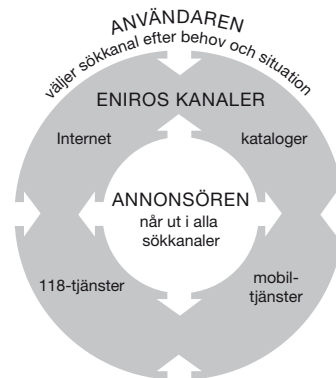 ANVÄNDAREN
väljer sökkanal efter behov och situation
ENIROS KANALER
Internet
kataloger
ANNONSÖREN
når ut i alla
sökkanaler
118-tjänster
mobil-
tjänster